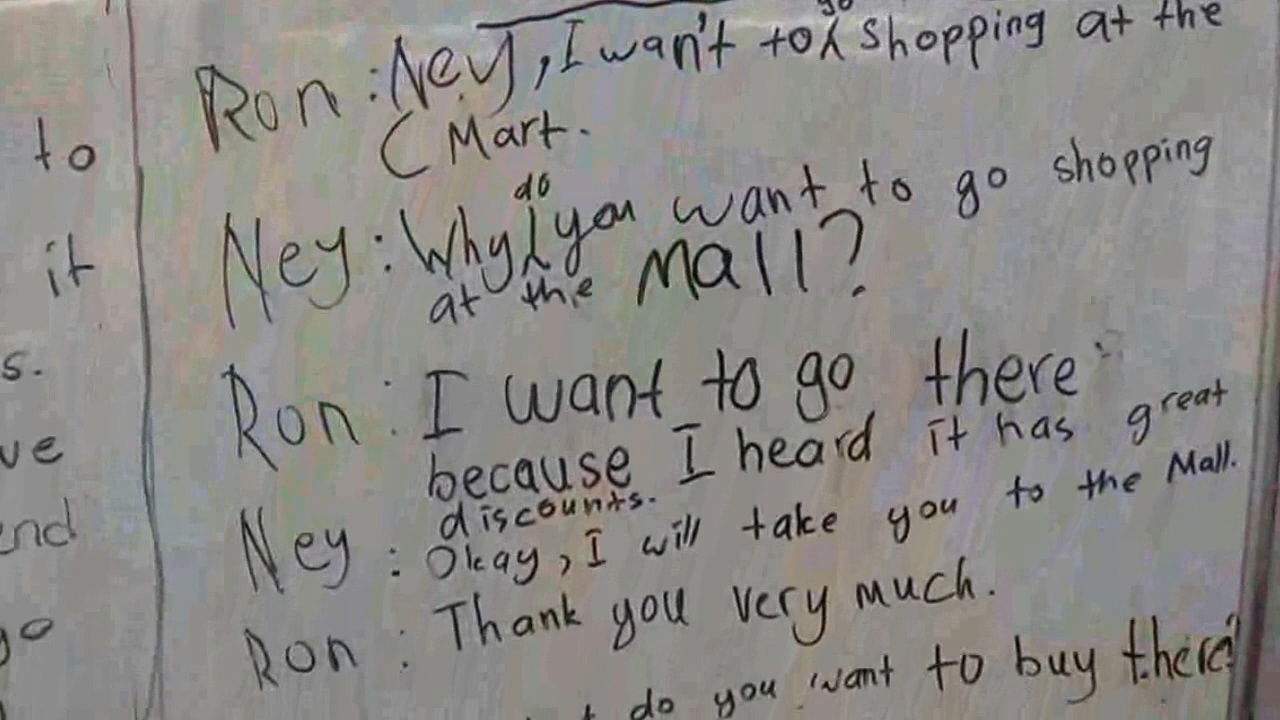 to
it
s.
ve
end
go
Ron : Ney, I wan't to go shopping at the
C Mart.
Ney : Why do you want to go shopping
at the Mall?
Ron : I want to go there
because I heard it has great
discounts.
Ney : Okay, I will take you to the Mall.
Ron : Thank you very much.
do you want to buy there?